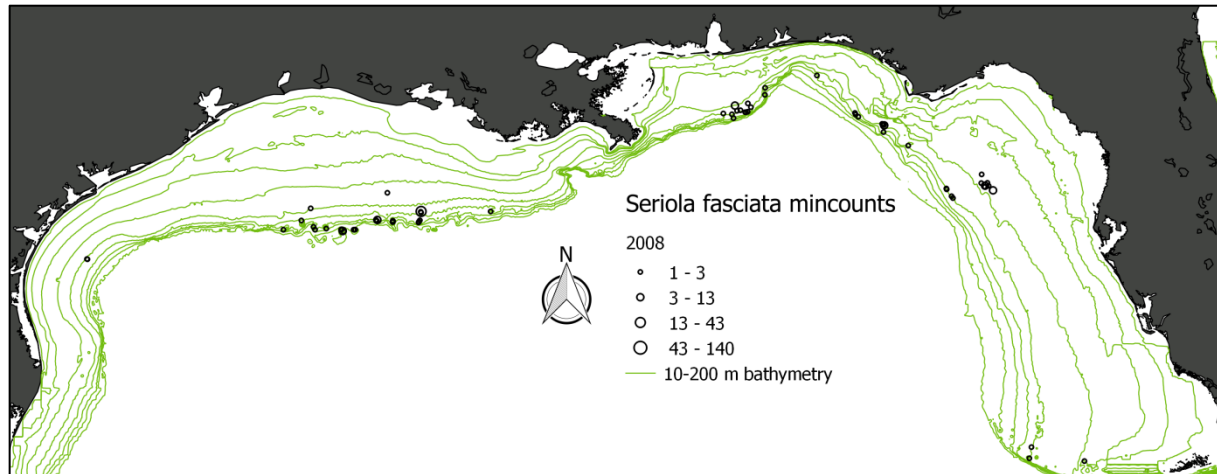 Seriola fasciata mincounts
2008
N
1 - 3
3 - 13
13 - 43
43 - 140
10-200 m bathymetry